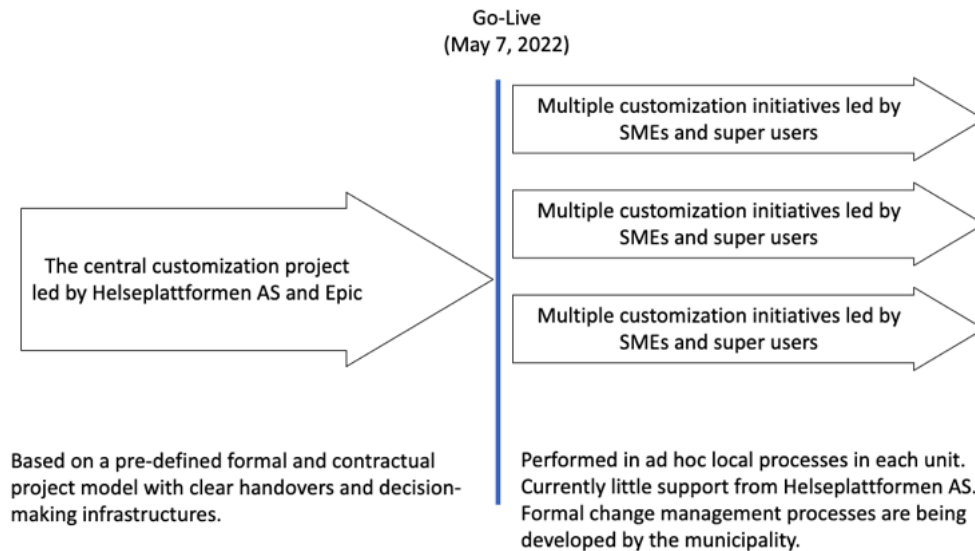 Go-Live
(May 7, 2022)
The central customization project
led by Helseplattformen AS and Epic
Multiple customization initiatives led by
SMEs and super users
Multiple customization initiatives led by
SMEs and super users
Multiple customization initiatives led by
SMEs and super users
Based on a pre-defined formal and contractual
project model with clear handovers and decision-
making infrastructures.
Performed in ad hoc local processes in each unit.
Currently little support from Helseplattformen AS.
Formal change management processes are being
developed by the municipality.